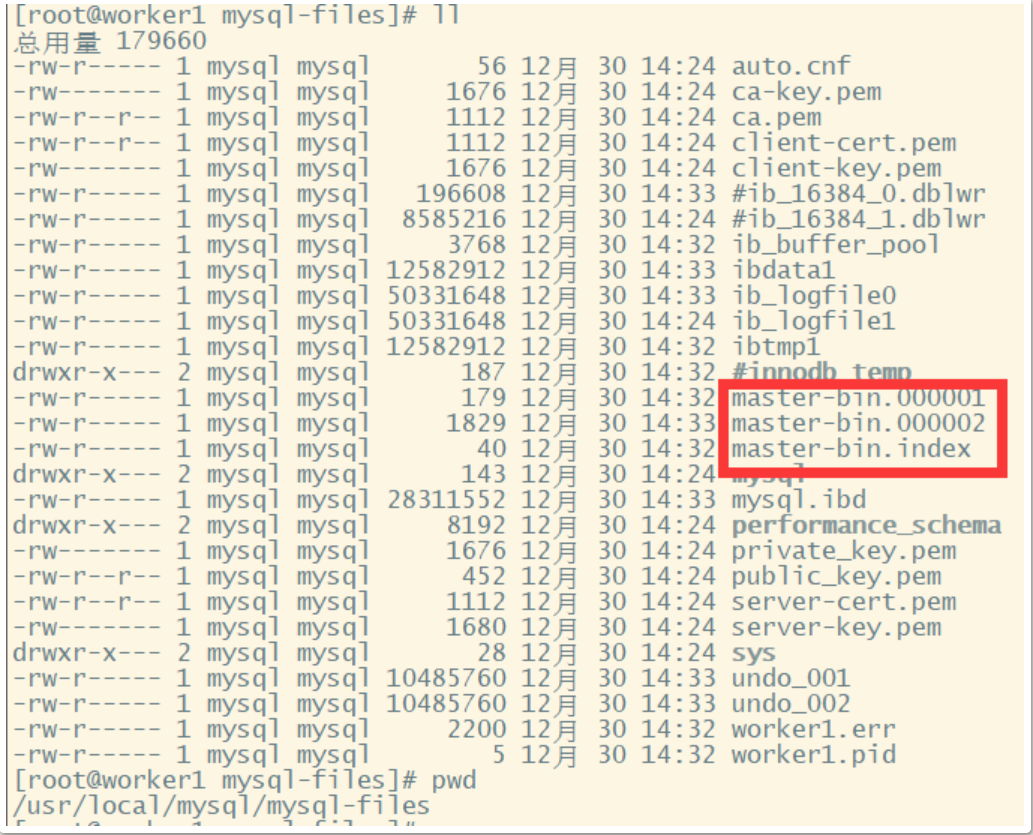 [root@worker1 mysql-files]# ll
总用量 179660
-rw-r----- 1 mysql mysql       56 12月  30 14:24 auto.cnf
-rw------- 1 mysql mysql     1676 12月  30 14:24 ca-key.pem
-rw-r--r-- 1 mysql mysql     1112 12月  30 14:24 ca.pem
-rw-r--r-- 1 mysql mysql     1112 12月  30 14:24 client-cert.pem
-rw------- 1 mysql mysql     1676 12月  30 14:24 client-key.pem
-rw-r----- 1 mysql mysql   196608 12月  30 14:33 #ib_16384_0.dblwr
-rw-r----- 1 mysql mysql  8585216 12月  30 14:24 #ib_16384_1.dblwr
-rw-r----- 1 mysql mysql     3768 12月  30 14:32 ib_buffer_pool
-rw-r----- 1 mysql mysql 12582912 12月  30 14:33 ibdata1
-rw-r----- 1 mysql mysql 50331648 12月  30 14:33 ib_logfile0
-rw-r----- 1 mysql mysql 50331648 12月  30 14:24 ib_logfile1
-rw-r----- 1 mysql mysql 12582912 12月  30 14:32 ibtmp1
drwxr-x--- 2 mysql mysql      187 12月  30 14:32 #innodb_temp
-rw-r----- 1 mysql mysql      179 12月  30 14:32 master-bin.000001
-rw-r----- 1 mysql mysql     1829 12月  30 14:33 master-bin.000002
-rw-r----- 1 mysql mysql       40 12月  30 14:32 master-bin.index
drwxr-x--- 2 mysql mysql      143 12月  30 14:24 mysql
-rw-r----- 1 mysql mysql 28311552 12月  30 14:33 mysql.ibd
drwxr-x--- 2 mysql mysql     8192 12月  30 14:24 performance_schema
-rw------- 1 mysql mysql     1676 12月  30 14:24 private_key.pem
-rw-r--r-- 1 mysql mysql      452 12月  30 14:24 public_key.pem
-rw-r--r-- 1 mysql mysql     1112 12月  30 14:24 server-cert.pem
-rw------- 1 mysql mysql     1680 12月  30 14:24 server-key.pem
drwxr-x--- 2 mysql mysql       28 12月  30 14:24 sys
-rw-r----- 1 mysql mysql 10485760 12月  30 14:33 undo_001
-rw-r----- 1 mysql mysql 10485760 12月  30 14:33 undo_002
-rw-r----- 1 mysql mysql     2200 12月  30 14:32 worker1.err
-rw-r----- 1 mysql mysql        5 12月  30 14:32 worker1.pid
[root@worker1 mysql-files]# pwd
/usr/local/mysql/mysql-files